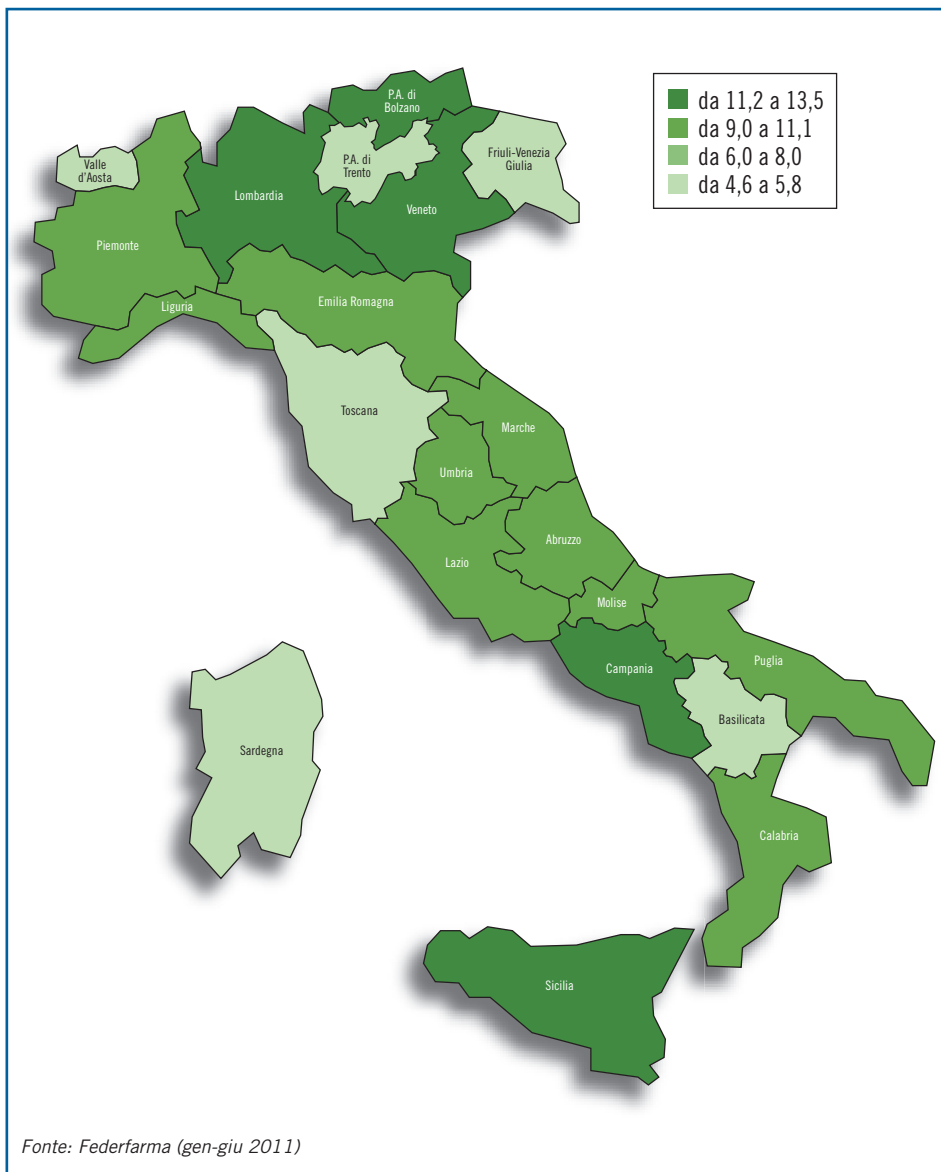 da 11,2 a 13,5
da 9,0 a 11,1
da 6,0 a 8,0
da 4,6 a 5,8
P.A. di
Bolzano
P.A. di
Trento
Friuli-Venezia
Giulia
Valle
d'Aosta
Lombardia
Veneto
Piemonte
Emilia Romagna
Liguria
Toscana
Marche
Umbria
Abruzzo
Lazio
Molise
Campania
Puglia
Basilicata
Sardegna
Calabria
Sicilia
Fonte: Federfarma (gen-giu 2011)